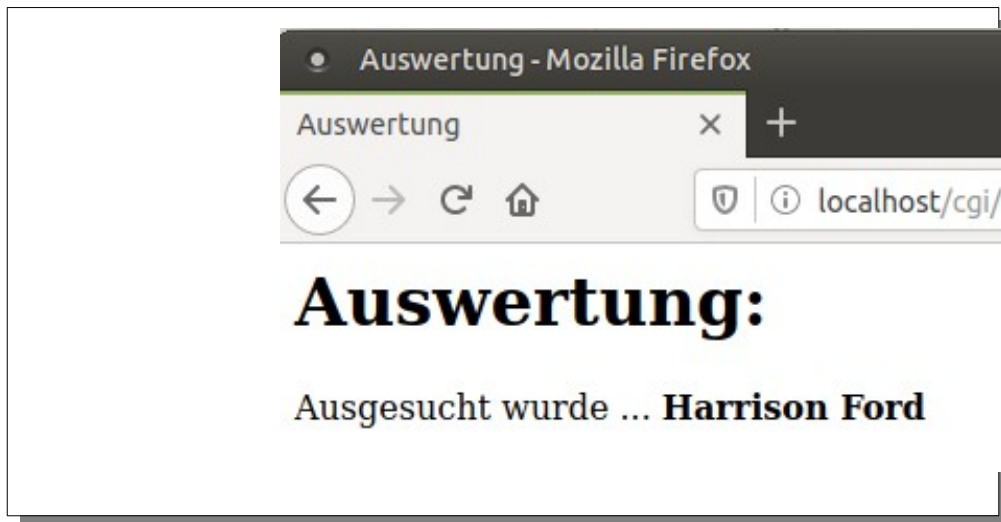 Auswertung - Mozilla Firefox
Auswertung
localhost/cgi/
Auswertung:
Ausgesucht wurde ... Harrison Ford